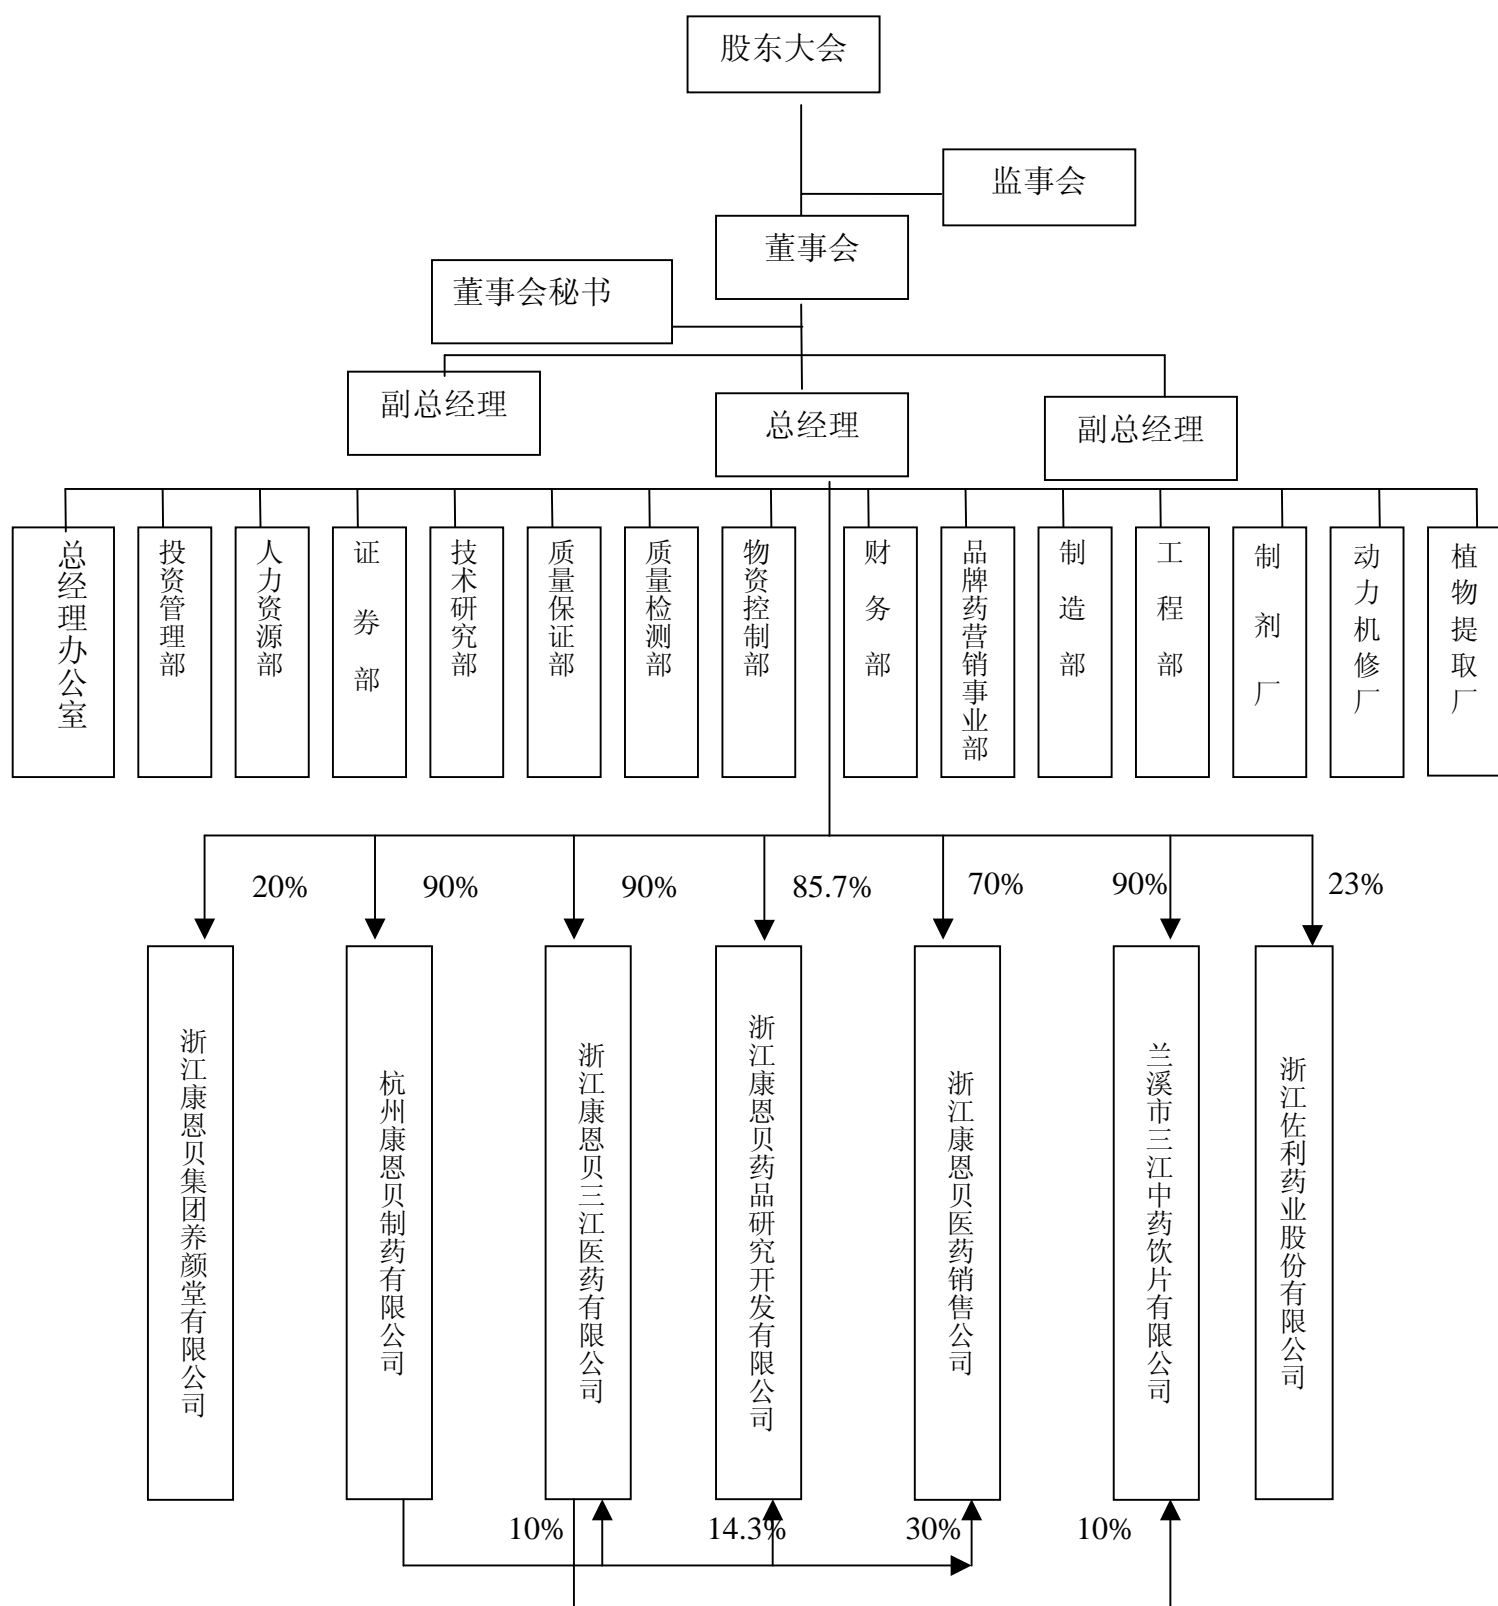 股东大会
监事会
董事会
董事会秘书
副总经理
总经理
副总经理
总经理办公室
投资管理部
人力资源部
证券部
技术研究部
质量保证部
质量检测部
物资控制部
财务部
品牌药营销事业部
制造部
工程部
制剂厂
动力机修厂
植物提取厂
20%
90%
90%
85.7%
70%
90%
23%
浙江康恩贝集团养颜堂有限公司
杭州康恩贝制药有限公司
浙江康恩贝三江医药有限公司
浙江康恩贝药品研究开发有限公司
浙江康恩贝医药销售公司
兰溪市三江中药饮片有限公司
浙江佐利药业股份有限公司
10%
14.3%
30%
10%